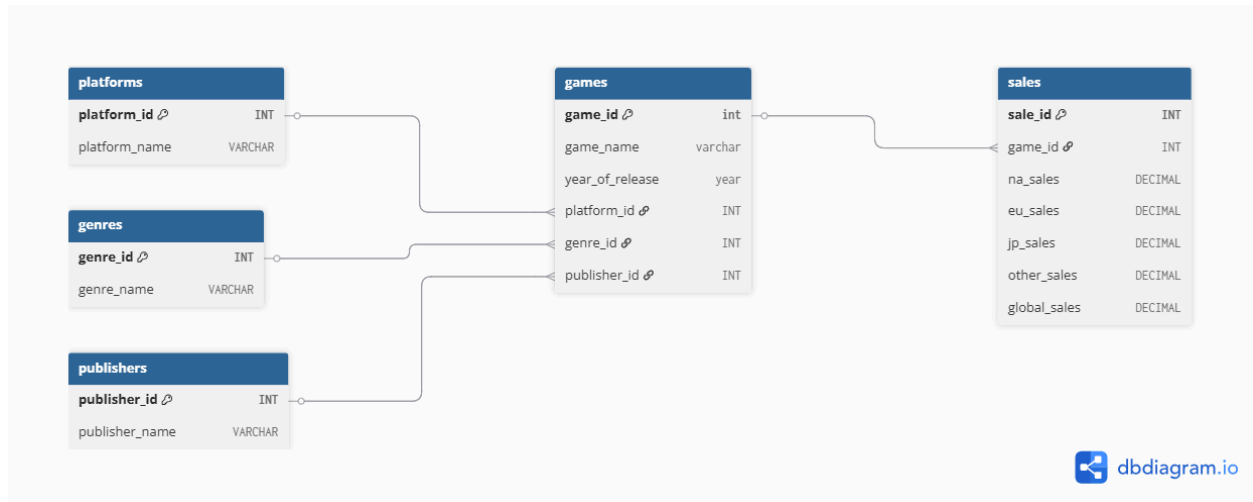 platforms
platform_id INT
platform_name VARCHAR
genres
genre_id INT
genre_name VARCHAR
publishers
publisher_id INT
publisher_name VARCHAR
games
game_id int
game_name varchar
year_of_release year
platform_id INT
genre_id INT
publisher_id INT
sales
sale_id INT
game_id INT
na_sales DECIMAL
eu_sales DECIMAL
jp_sales DECIMAL
other_sales DECIMAL
global_sales DECIMAL
dbdiagram.io